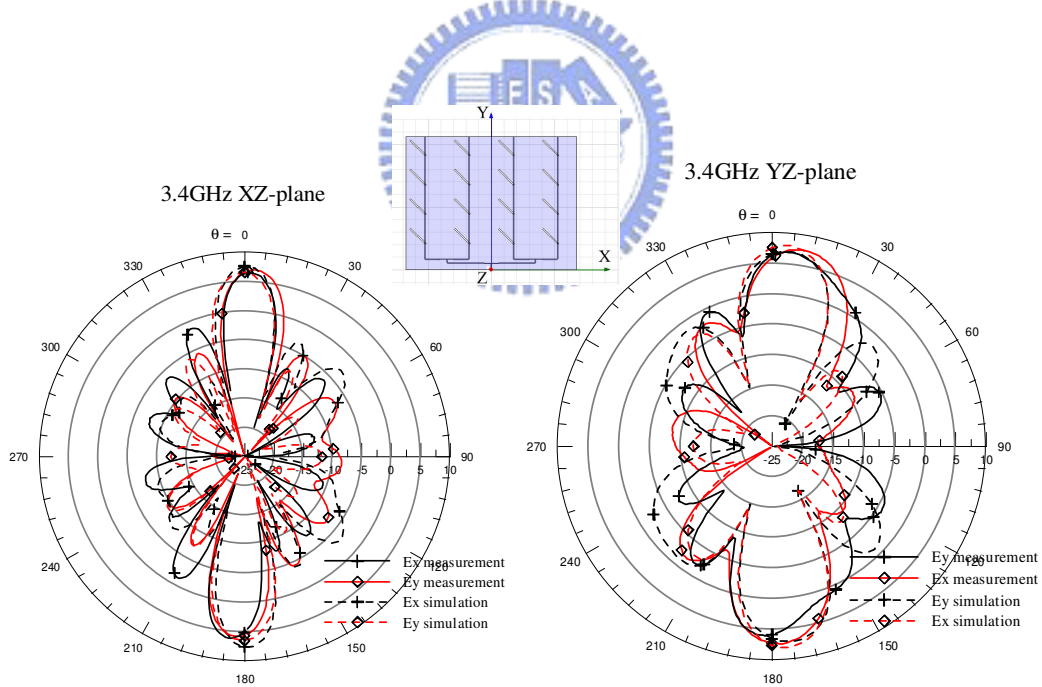 E S A
Y
X
Z
3.4GHz XZ-plane
θ = 0
30
60
90
120
150
180
210
240
270
300
330
-25 -20 -15 -10 -5 0 5 10
Ex measurement
Ey measurement
Ex simulation
Ey simulation
3.4GHz YZ-plane
θ = 0
30
60
90
120
150
180
210
240
270
300
330
-25 -20 -15 -10 -5 0 5 10
Ey measurement
Ex measurement
Ey simulation
Ex simulation